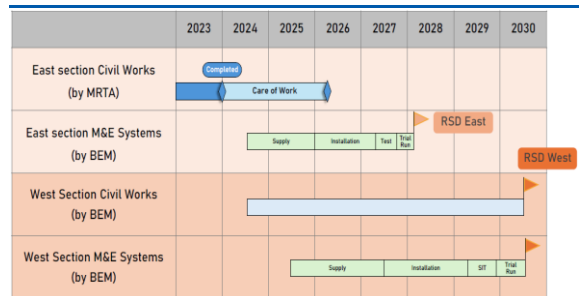 2023 2024 2025 2026 2027 2028 2029 2030
East section Civil Works
(by MRTA)
Completed
Care of Work
East section M&E Systems
(by BEM)
Supply Installation Test Trial Run
RSD East
RSD West
West Section Civil Works
(by BEM)
West Section M&E Systems
(by BEM)
Supply Installation SIT Trial Run